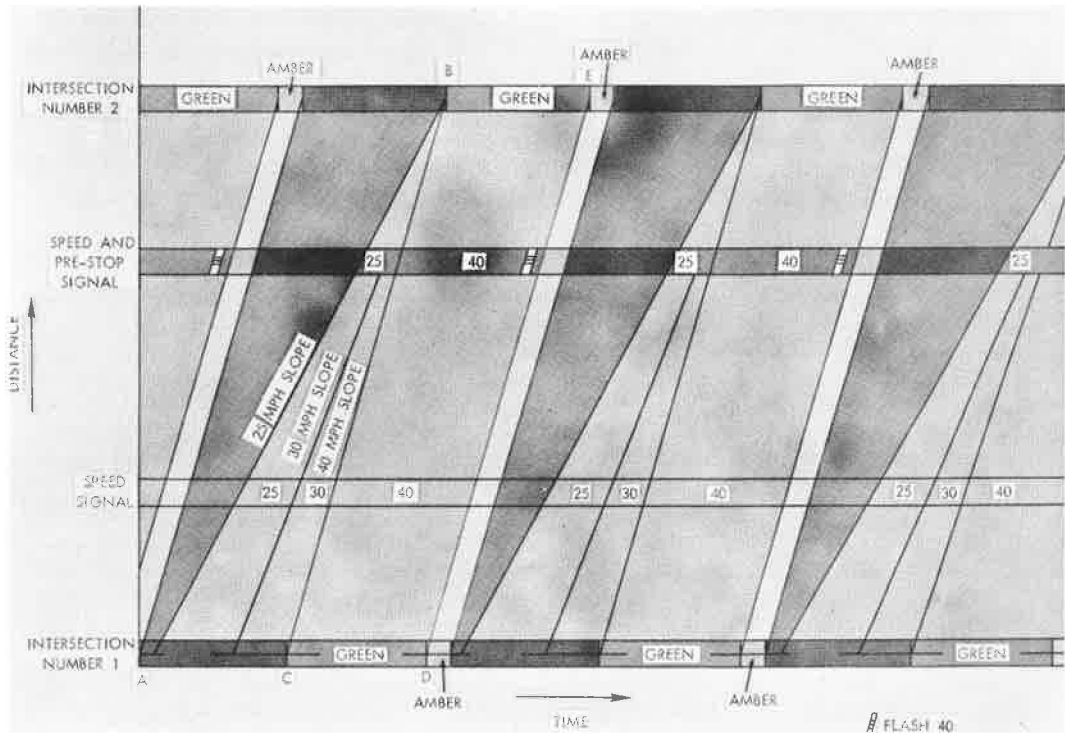 AMBER
B
E
AMBER
AMBER
INTERSECTION
NUMBER 2
GREEN
GREEN
GREEN
SPEED AND
PRE-STOP
SIGNAL
25
40
25
40
25
DISTANCE
25 MPH SLOPE
30 MPH SLOPE
40 MPH SLOPE
SPEED
SIGNAL
25
30
40
25
30
40
25
30
40
INTERSECTION
NUMBER 1
GREEN
GREEN
GREEN
A
C
D
AMBER
AMBER
TIME
FLASH 40